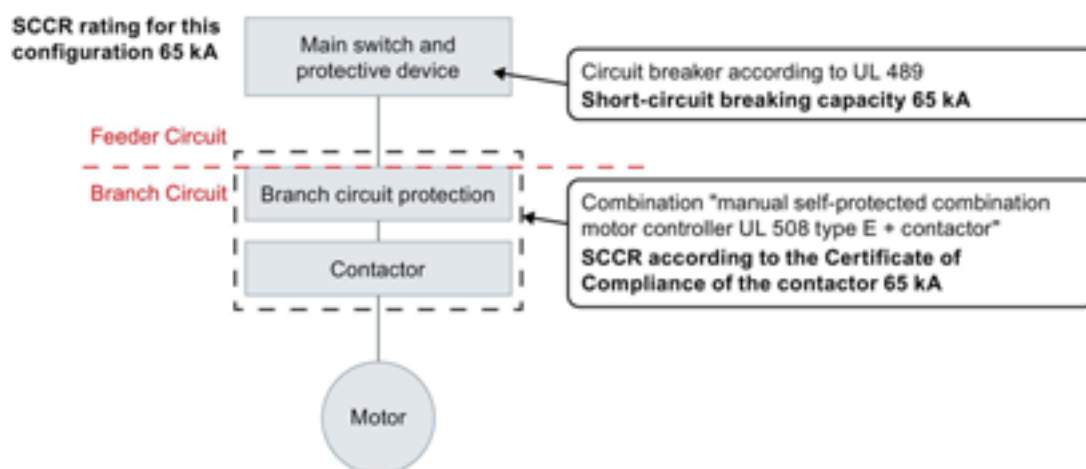 SCCR rating for this
configuration 65 kA
Main switch and
protective device
Circuit breaker according to UL 489
Short-circuit breaking capacity 65 kA
Feeder Circuit
Branch Circuit
Branch circuit protection
Contactor
Combination "manual self-protected combination
motor controller UL 508 type E + contactor"
SCCR according to the Certificate of
Compliance of the contactor 65 kA
Motor